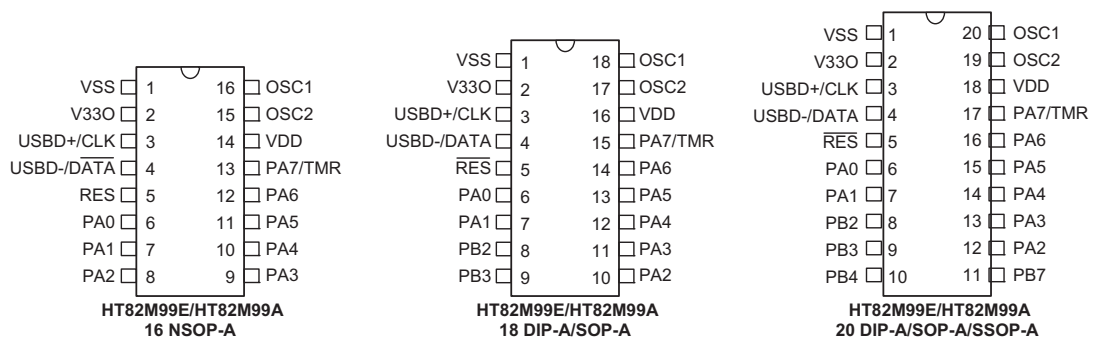 VSS 1 16 OSC1
V33O 2 15 OSC2
USBD+/CLK 3 14 VDD
USBD-/DATA 4 13 PA7/TMR
RES 5 12 PA6
PA0 6 11 PA5
PA1 7 10 PA4
PA2 8 9 PA3
HT82M99E/HT82M99A
16 NSOP-A
VSS 1 18 OSC1
V33O 2 17 OSC2
USBD+/CLK 3 16 VDD
USBD-/DATA 4 15 PA7/TMR
RES 5 14 PA6
PA0 6 13 PA5
PA1 7 12 PA4
PB2 8 11 PA3
PB3 9 10 PA2
HT82M99E/HT82M99A
18 DIP-A/SOP-A
VSS 1 20 OSC1
V33O 2 19 OSC2
USBD+/CLK 3 18 VDD
USBD-/DATA 4 17 PA7/TMR
RES 5 16 PA6
PA0 6 15 PA5
PA1 7 14 PA4
PB2 8 13 PA3
PB3 9 12 PA2
PB4 10 11 PB7
HT82M99E/HT82M99A
20 DIP-A/SOP-A/SSOP-A